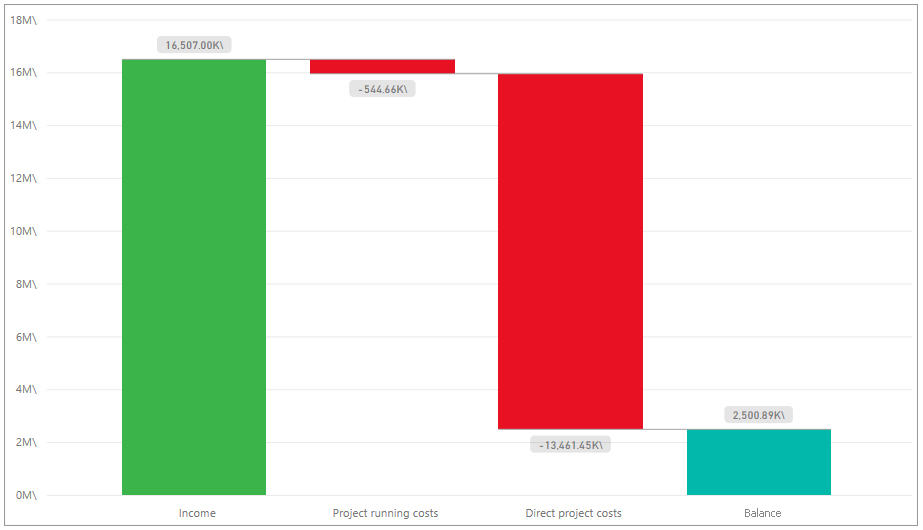 18M\
16,507.00K\
16M\
-544.66K\
14M\
12M\
10M\
8M\
6M\
4M\
2,500.89K\
2M\
-13,461.45K\
0M\
Income
Project running costs
Direct project costs
Balance